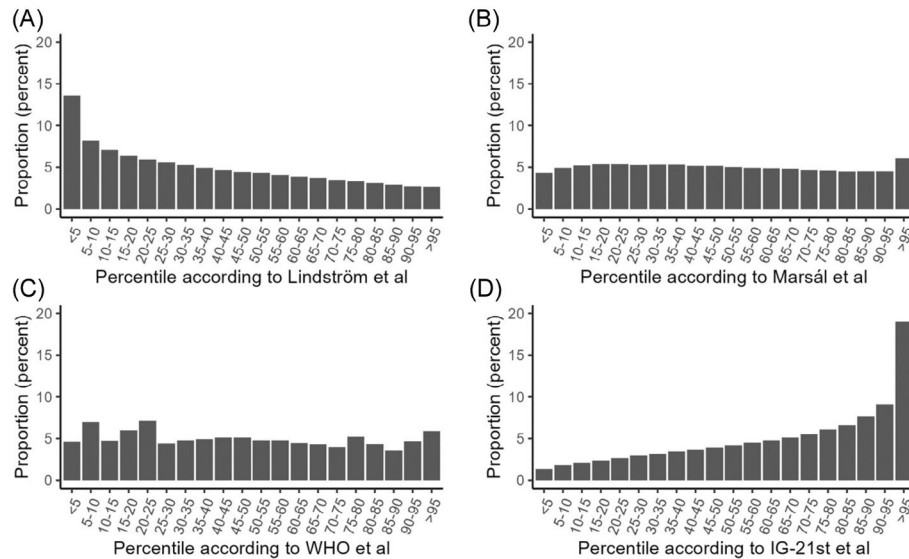 (A)
20
15
10
5
0
Proportion (percent)
<5 5-10 10-15 15-20 20-25 25-30 30-35 35-40 40-45 45-50 50-55 55-60 60-65 65-70 70-75 75-80 80-85 85-90 90-95 >95
Percentile according to Lindström et al
(B)
20
15
10
5
0
Proportion (percent)
<5 5-10 10-15 15-20 20-25 25-30 30-35 35-40 40-45 45-50 50-55 55-60 60-65 65-70 70-75 75-80 80-85 85-90 90-95 >95
Percentile according to Marsál et al
(C)
20
15
10
5
0
Proportion (percent)
<5 5-10 10-15 15-20 20-25 25-30 30-35 35-40 40-45 45-50 50-55 55-60 60-65 65-70 70-75 75-80 80-85 85-90 90-95 >95
Percentile according to WHO et al
(D)
20
15
10
5
0
Proportion (percent)
<5 5-10 10-15 15-20 20-25 25-30 30-35 35-40 40-45 45-50 50-55 55-60 60-65 65-70 70-75 75-80 80-85 85-90 90-95 >95
Percentile according to IG-21st et al